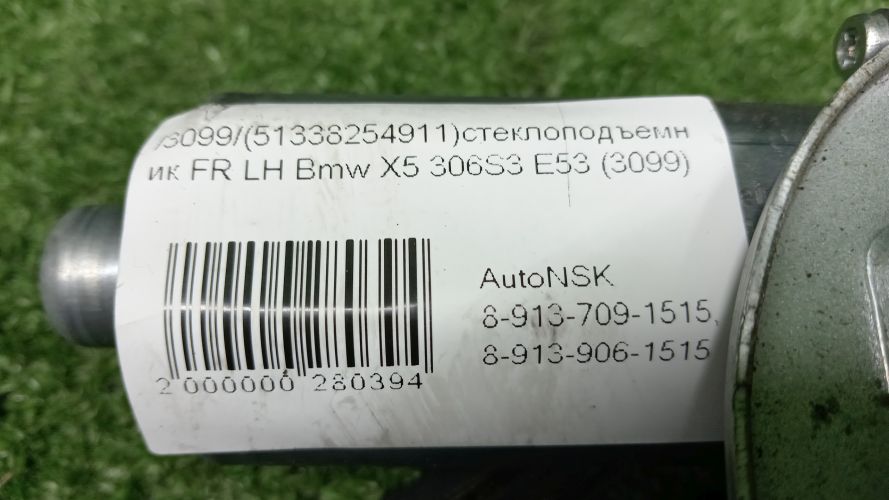 /3099/(51338254911)стеклоподъемн
ик FR LH Bmw X5 306S3 E53 (3099)
AutoNSK
8-913-709-1515,
8-913-906-1515
2 000000 280394